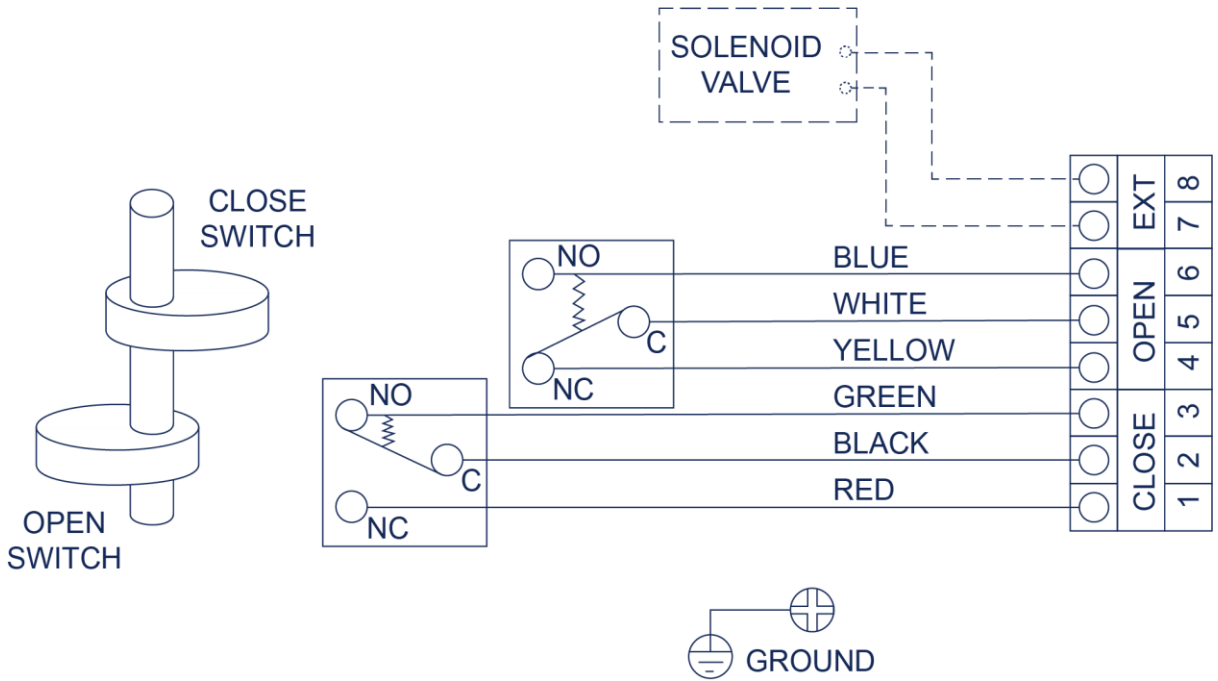 SOLENOID
VALVE
CLOSE
SWITCH
OPEN
SWITCH
NO
C
NC
NO
C
NC
BLUE
WHITE
YELLOW
GREEN
BLACK
RED
EXT
OPEN
CLOSE
8
7
6
5
4
3
2
1
GROUND